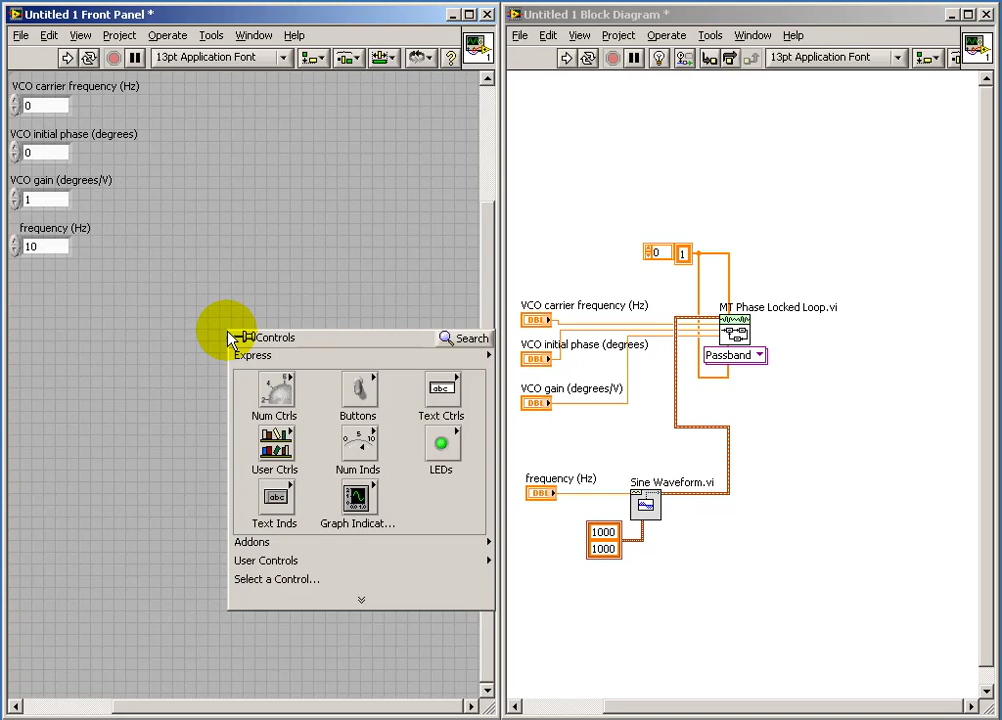 Untitled 1 Front Panel *
File Edit View Project Operate Tools Window Help
13pt Application Font
1
VCO carrier frequency (Hz)
0
VCO initial phase (degrees)
0
VCO gain (degrees/V)
1
frequency (Hz)
10
Controls
Search
Express
Num Ctrls
Buttons
abc
Text Ctrls
User Ctrls
Num Inds
LEDs
abc
Text Inds
Graph Indicat...
Addons
User Controls
Select a Control...
Untitled 1 Block Diagram *
File Edit View Project Operate Tools Window Help
13pt Application Font
1
0
1
VCO carrier frequency (Hz)
DBL
MT Phase Locked Loop.vi
VCO initial phase (degrees)
DBL
Passband
VCO gain (degrees/V)
DBL
frequency (Hz)
DBL
Sine Waveform.vi
1000
1000